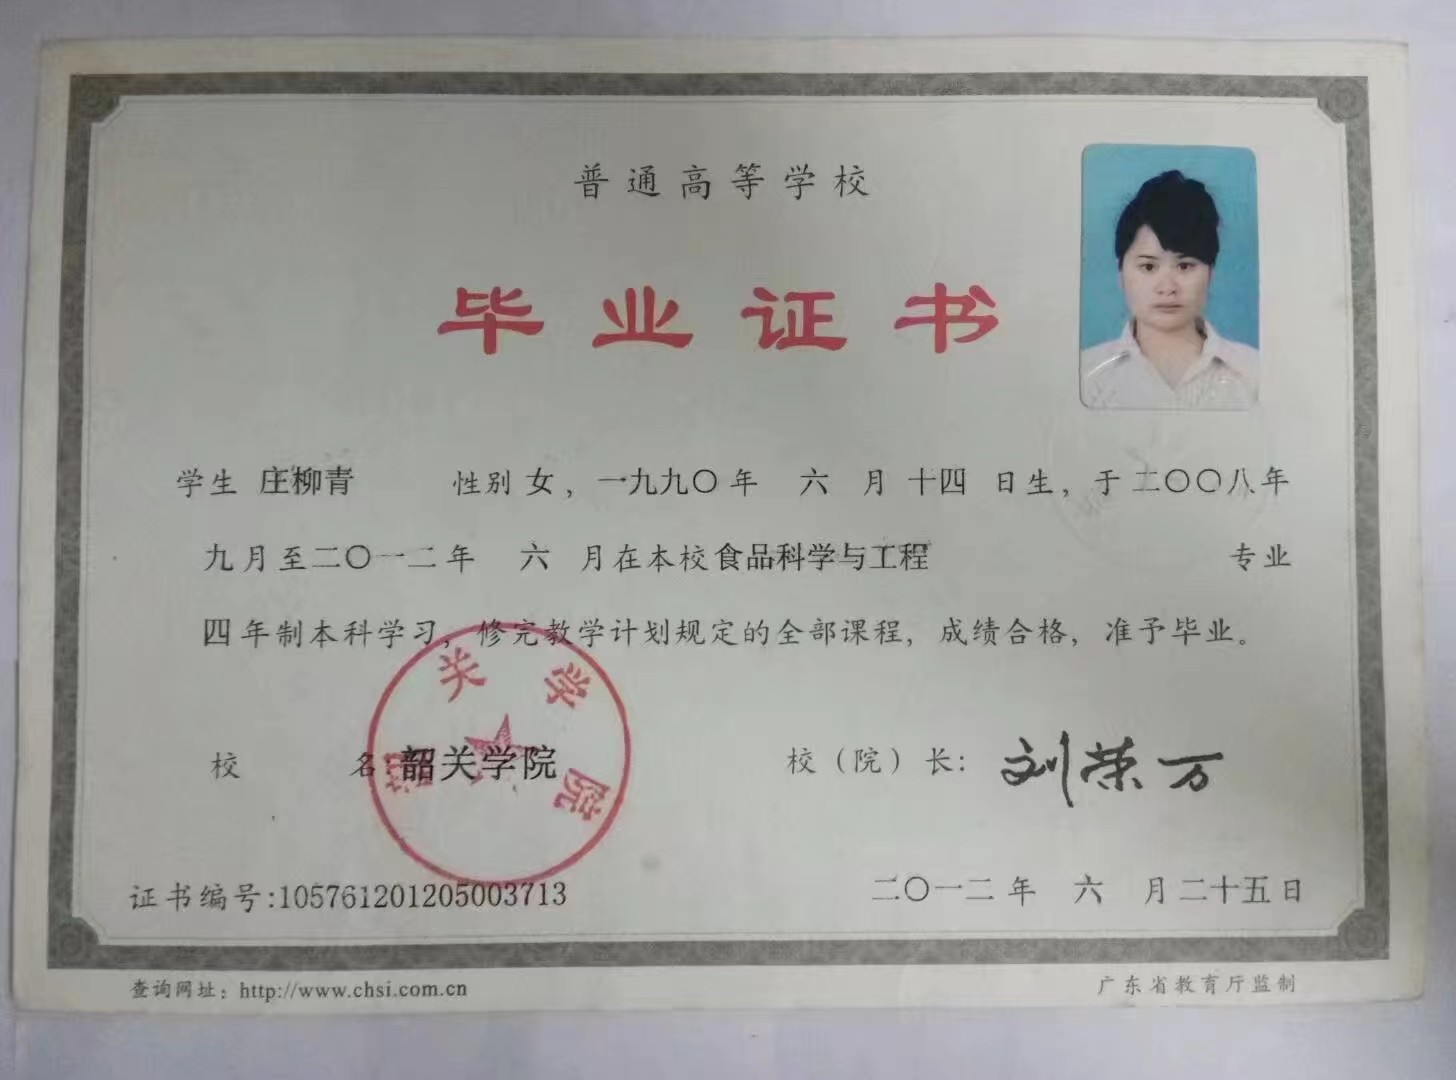 普通高等学校
毕业证书
学生 庄柳青 性别 女，一九九〇年 六 月 十四 日生，于二〇〇八年
九月至二〇一二年 六 月在本校食品科学与工程 专业
四年制本科学习，修完教学计划规定的全部课程，成绩合格，准予毕业。
校 名：韶关学院
校（院）长：刘荣万
韶关学院
证书编号:105761201205003713
二〇一二年 六 月二十五日
查询网址：http://www.chsi.com.cn
广东省教育厅监制